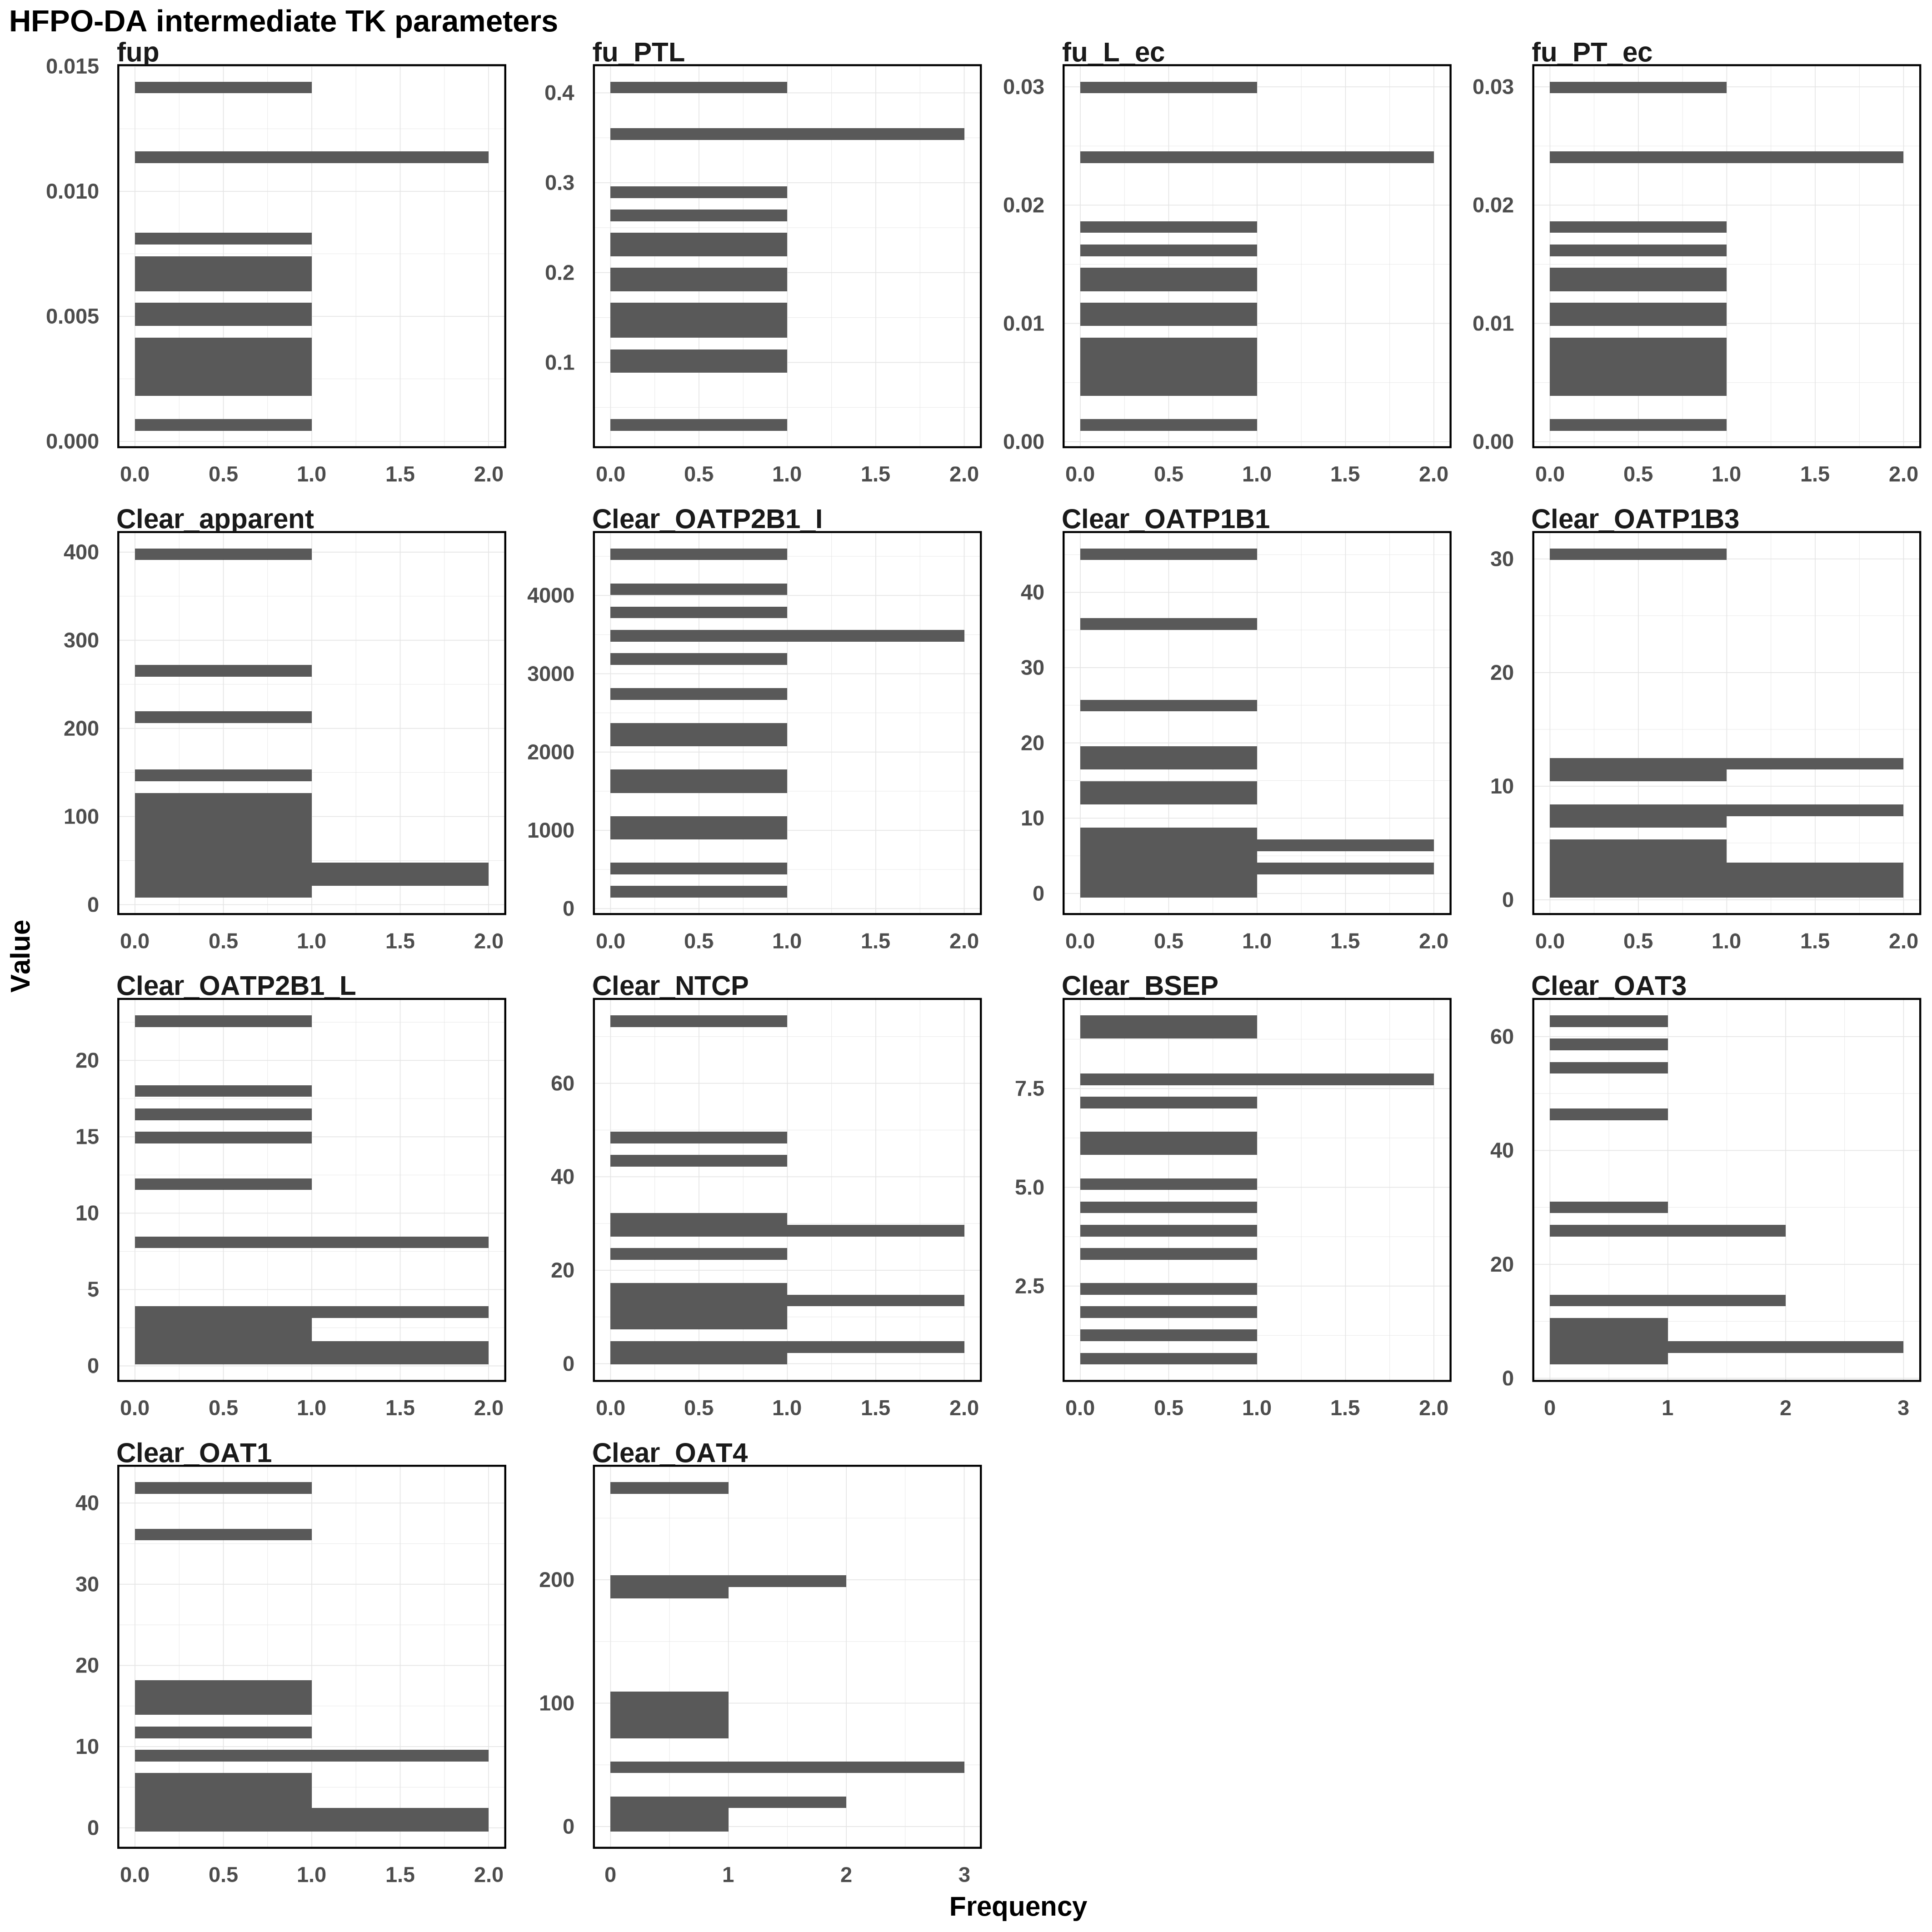 HFPO-DA intermediate TK parameters
fup fu_PTL fu_L_ec fu_PT_ec
0.015 0.010 0.005 0.000
0.4 0.3 0.2 0.1
0.03 0.02 0.01 0.00
0.03 0.02 0.01 0.00
0.0 0.5 1.0 1.5 2.0 0.0 0.5 1.0 1.5 2.0 0.0 0.5 1.0 1.5 2.0 0.0 0.5 1.0 1.5 2.0
Clear_apparent Clear_OATP2B1_I Clear_OATP1B1 Clear_OATP1B3
400 300 200 100 0
4000 3000 2000 1000 0
40 30 20 10 0
30 20 10 0
0.0 0.5 1.0 1.5 2.0 0.0 0.5 1.0 1.5 2.0 0.0 0.5 1.0 1.5 2.0 0.0 0.5 1.0 1.5 2.0
Value
Clear_OATP2B1_L Clear_NTCP Clear_BSEP Clear_OAT3
20 15 10 5 0
60 40 20 0
7.5 5.0 2.5
60 40 20 0
0.0 0.5 1.0 1.5 2.0 0.0 0.5 1.0 1.5 2.0 0.0 0.5 1.0 1.5 2.0 0 1 2 3
Clear_OAT1 Clear_OAT4
40 30 20 10 0
200 100 0
0.0 0.5 1.0 1.5 2.0 0 1 2 3
Frequency